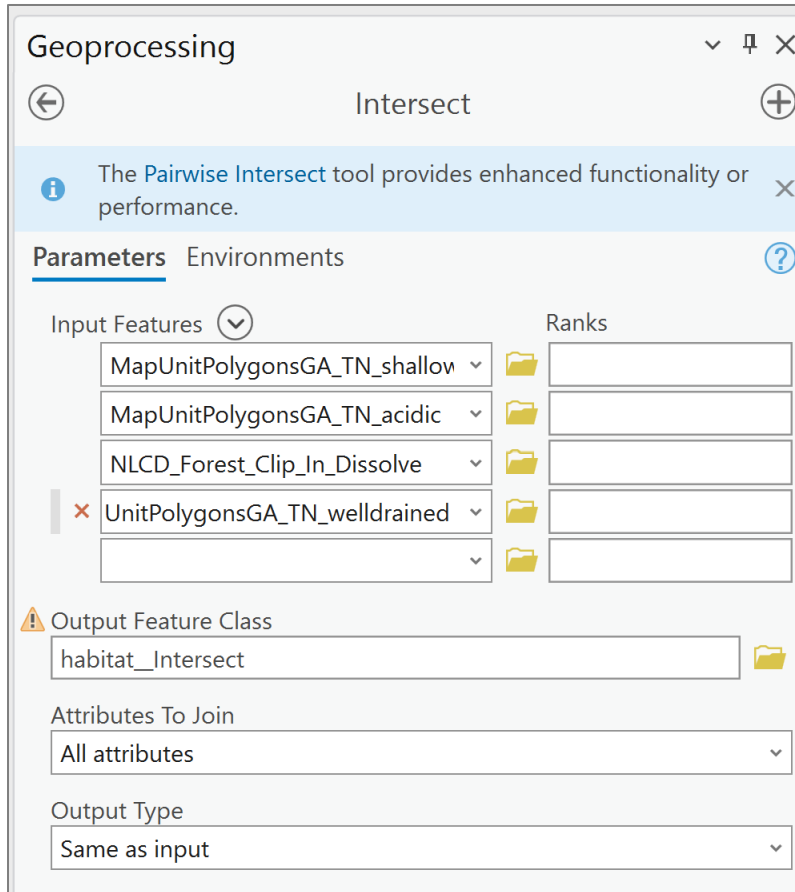 Geoprocessing
Intersect
The Pairwise Intersect tool provides enhanced functionality or
performance.
Parameters Environments
Input Features Ranks
MapUnitPolygonsGA_TN_shallow
MapUnitPolygonsGA_TN_acidic
NLCD_Forest_Clip_In_Dissolve
UnitPolygonsGA_TN_welldrained
Output Feature Class
habitat__Intersect
Attributes To Join
All attributes
Output Type
Same as input